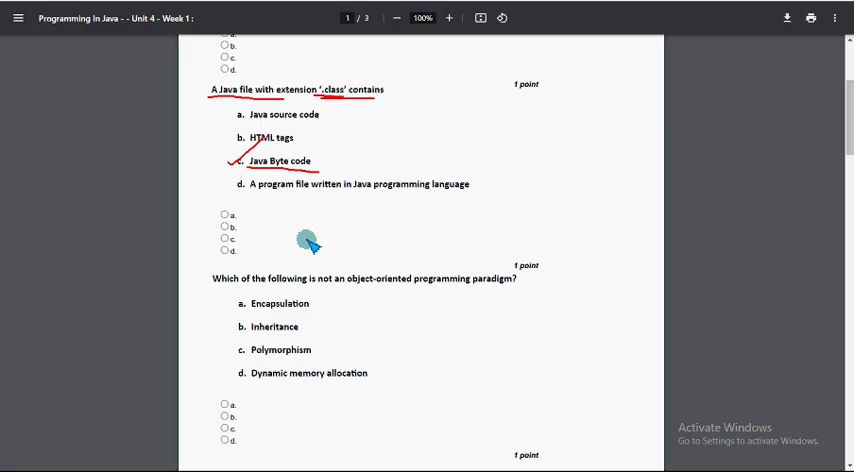 Programming In Java - - Unit 4 - Week 1 :
1 / 3
100%
a.
b.
c.
d.
A Java file with extension ‘.class’ contains
1 point
a. Java source code
b. HTML tags
c. Java Byte code
d. A program file written in Java programming language
a.
b.
c.
d.
1 point
Which of the following is not an object-oriented programming paradigm?
a. Encapsulation
b. Inheritance
c. Polymorphism
d. Dynamic memory allocation
a.
b.
c.
d.
Activate Windows
Go to Settings to activate Windows.
1 point